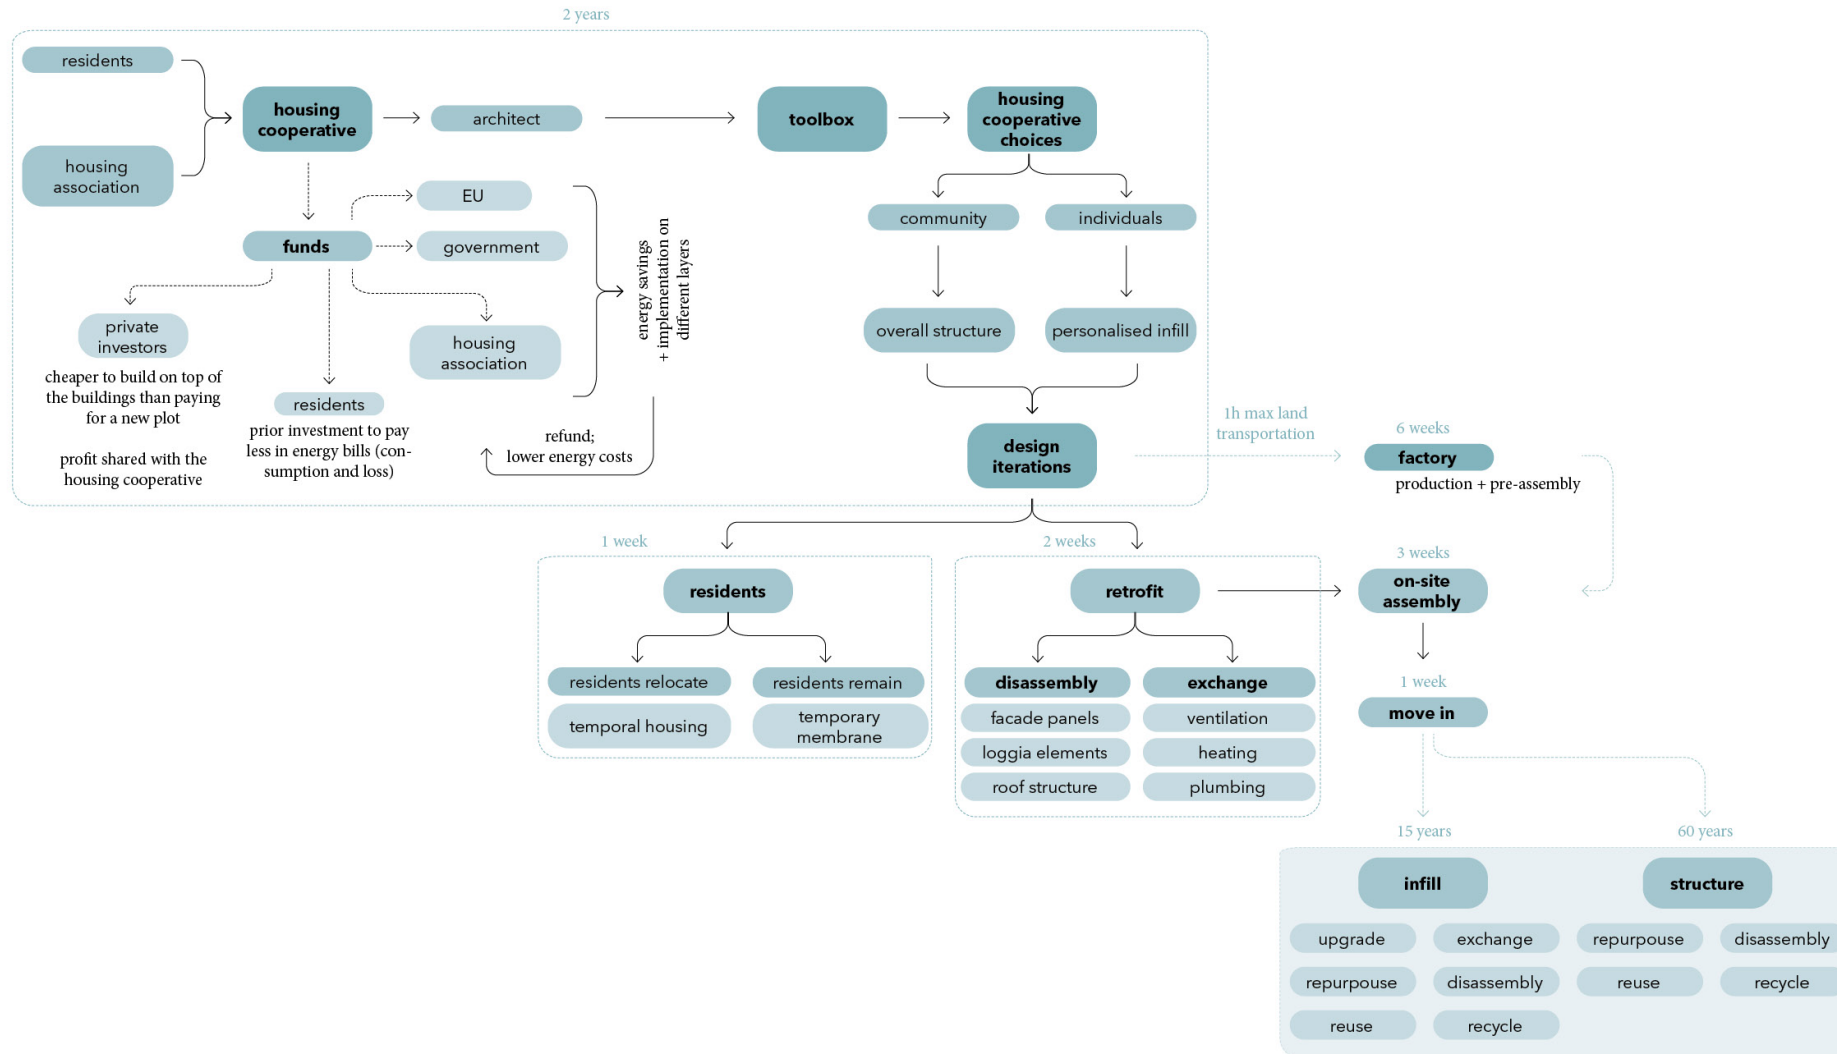 2 years
residents
housing
association
housing
cooperative
architect
toolbox
housing
cooperative
choices
funds
EU
government
housing
association
private
investors
cheaper to build on top of
the buildings than paying
for a new plot
profit shared with the
housing cooperative
residents
prior investment to pay
less in energy bills (con-
sumption and loss)
energy savings
+ implementation on
different layers
refund;
lower energy costs
community
individuals
overall structure
personalised infill
design
iterations
1h max land
transportation
6 weeks
factory
production + pre-assembly
1 week
residents
residents relocate
residents remain
temporal housing
temporary
membrane
2 weeks
retrofit
disassembly
exchange
facade panels
ventilation
loggia elements
heating
roof structure
plumbing
3 weeks
on-site
assembly
1 week
move in
15 years
60 years
infill
structure
upgrade
exchange
repurpouse
disassembly
repurpouse
disassembly
reuse
recycle
reuse
recycle